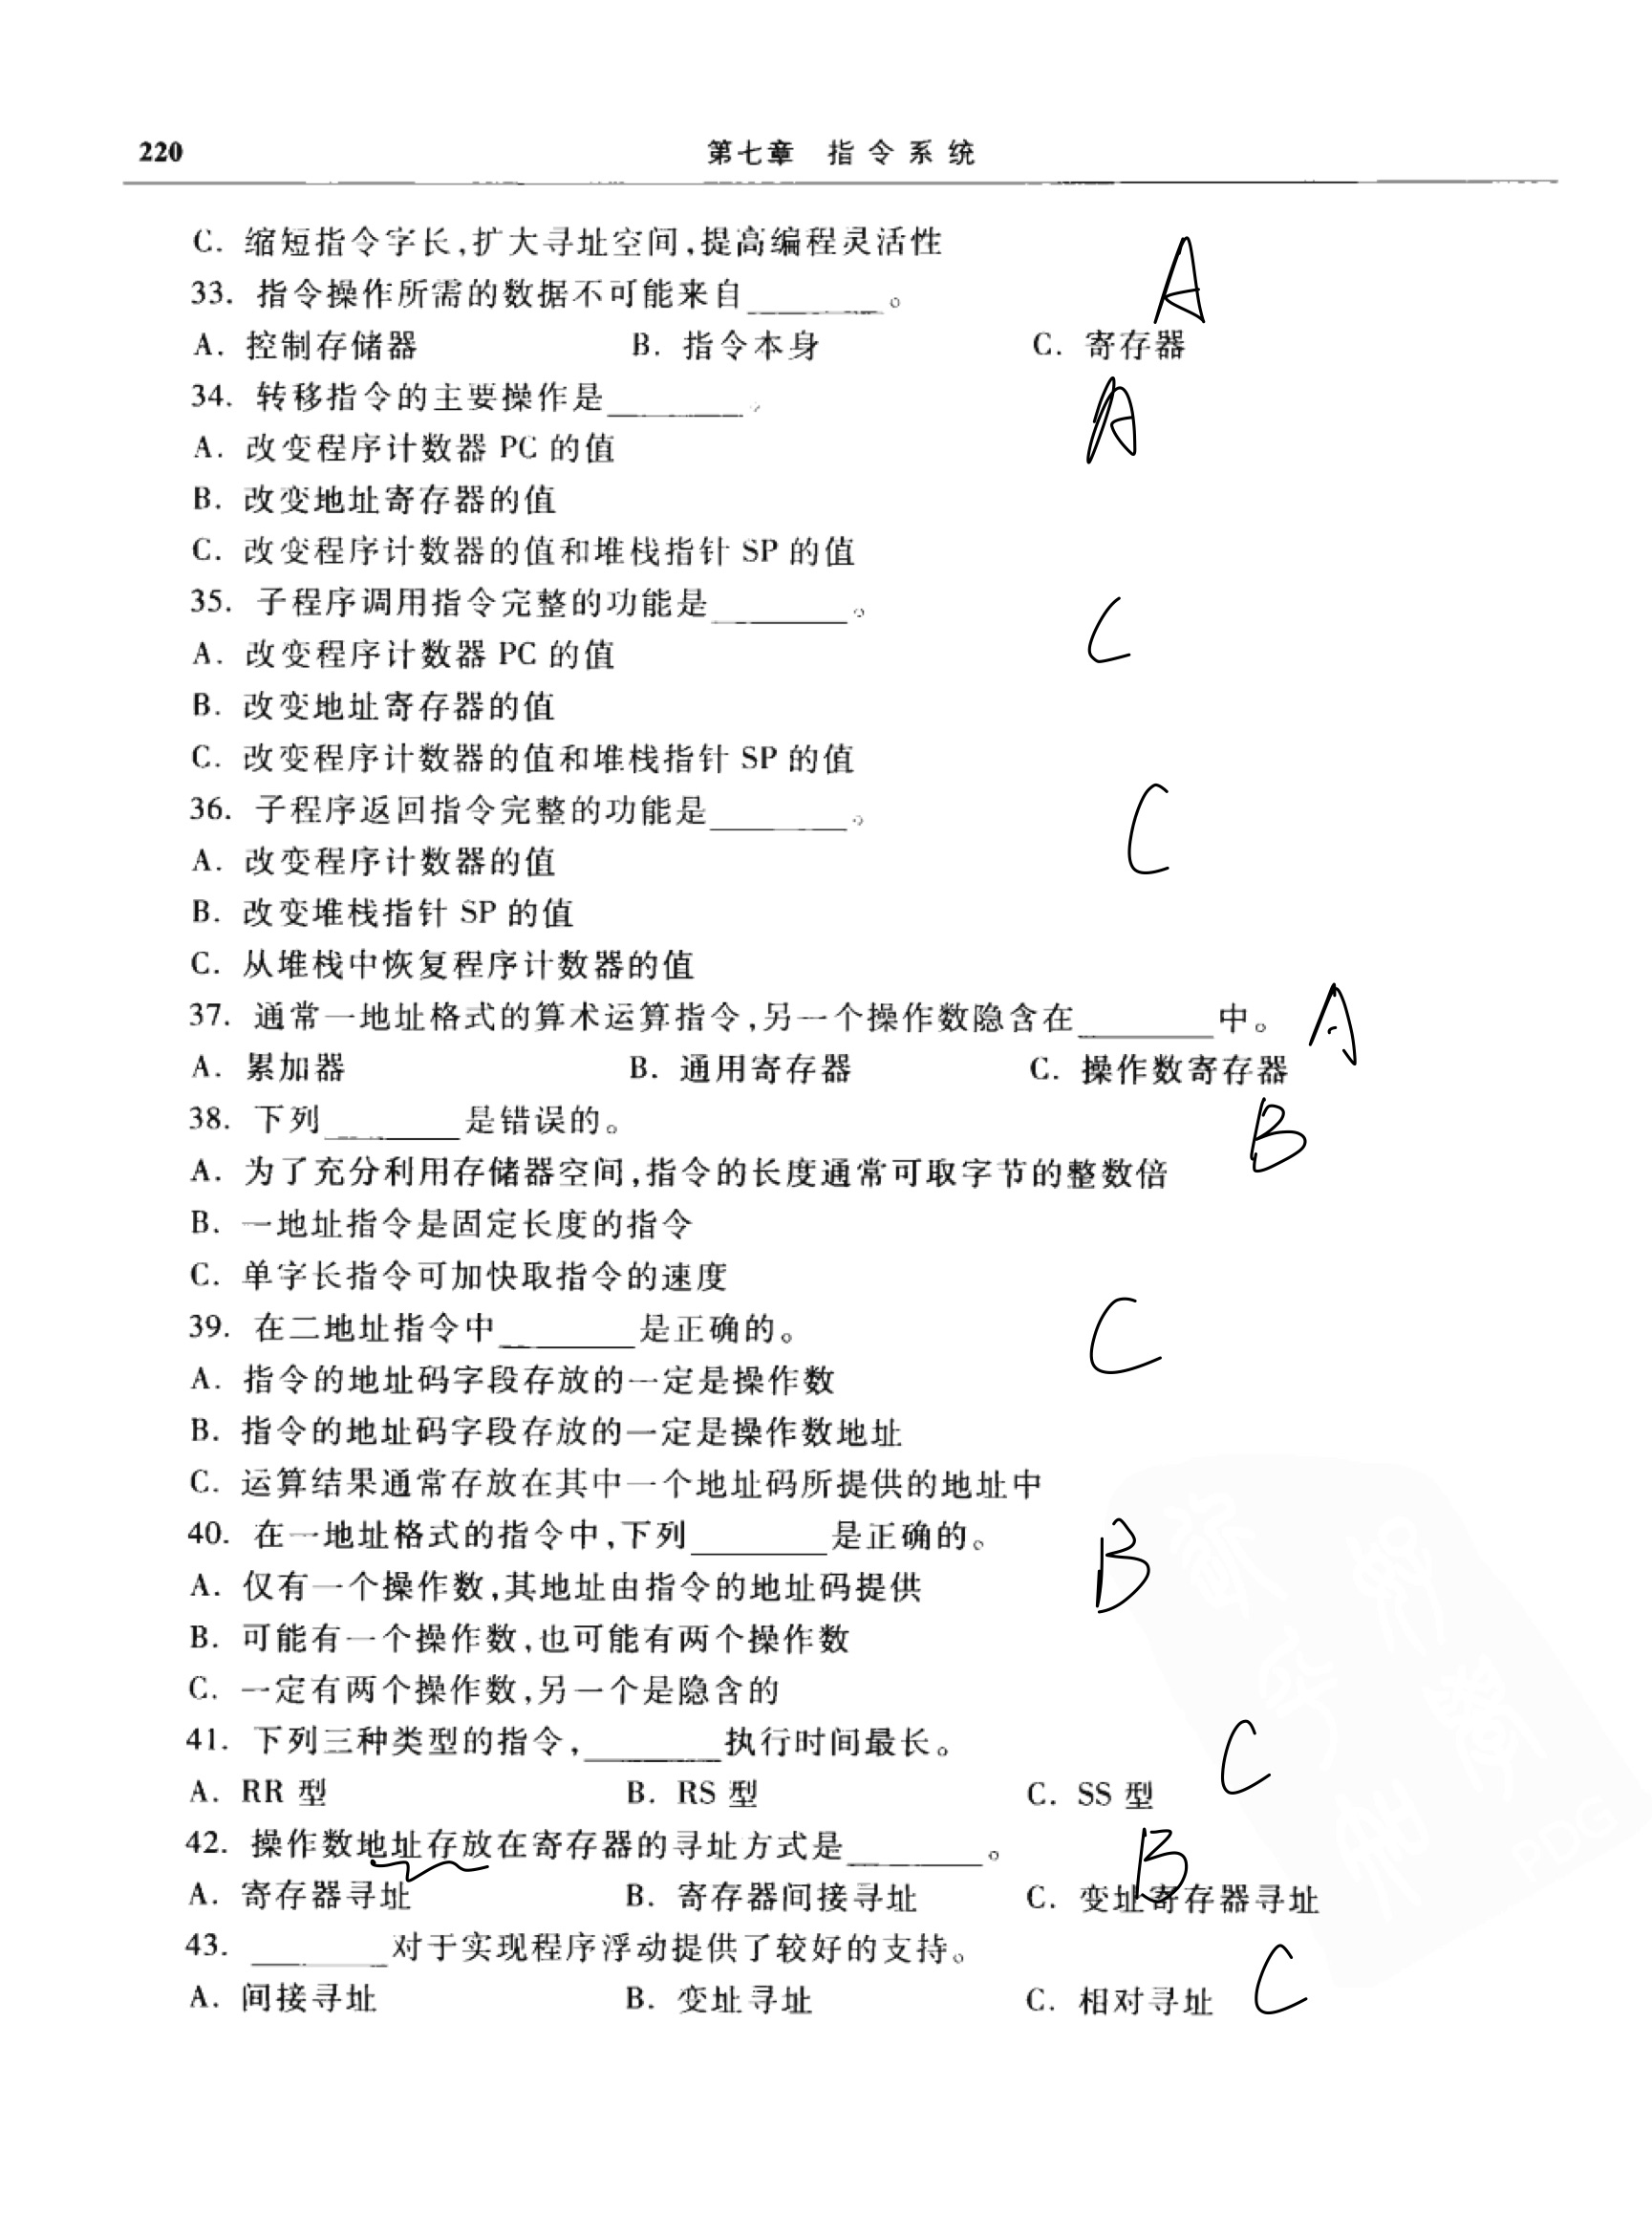 220
第七章 指令系统
C. 缩短指令字长,扩大寻址空间,提高编程灵活性
33. 指令操作所需的数据不可能来自________。 A
A. 控制存储器 B. 指令本身 C. 寄存器
34. 转移指令的主要操作是________。 A
A. 改变程序计数器 PC 的值
B. 改变地址寄存器的值
C. 改变程序计数器的值和堆栈指针 SP 的值
35. 子程序调用指令完整的功能是________。 C
A. 改变程序计数器 PC 的值
B. 改变地址寄存器的值
C. 改变程序计数器的值和堆栈指针 SP 的值
36. 子程序返回指令完整的功能是________。 C
A. 改变程序计数器的值
B. 改变堆栈指针 SP 的值
C. 从堆栈中恢复程序计数器的值
37. 通常一地址格式的算术运算指令,另一个操作数隐含在________中。 A
A. 累加器 B. 通用寄存器 C. 操作数寄存器
38. 下列________是错误的。 B
A. 为了充分利用存储器空间,指令的长度通常可取字节的整数倍
B. 一地址指令是固定长度的指令
C. 单字长指令可加快取指令的速度
39. 在二地址指令中________是正确的。 C
A. 指令的地址码字段存放的一定是操作数
B. 指令的地址码字段存放的一定是操作数地址
C. 运算结果通常存放在其中一个地址码所提供的地址中
40. 在一地址格式的指令中,下列________是正确的。 B
A. 仅有一个操作数,其地址由指令的地址码提供
B. 可能有一个操作数,也可能有两个操作数
C. 一定有两个操作数,另一个是隐含的
41. 下列三种类型的指令,________执行时间最长。 C
A. RR 型 B. RS 型 C. SS 型
42. 操作数地址存放在寄存器的寻址方式是________。 B
A. 寄存器寻址 B. 寄存器间接寻址 C. 变址寄存器寻址
43. ________对于实现程序浮动提供了较好的支持。 C
A. 间接寻址 B. 变址寻址 C. 相对寻址
PDG